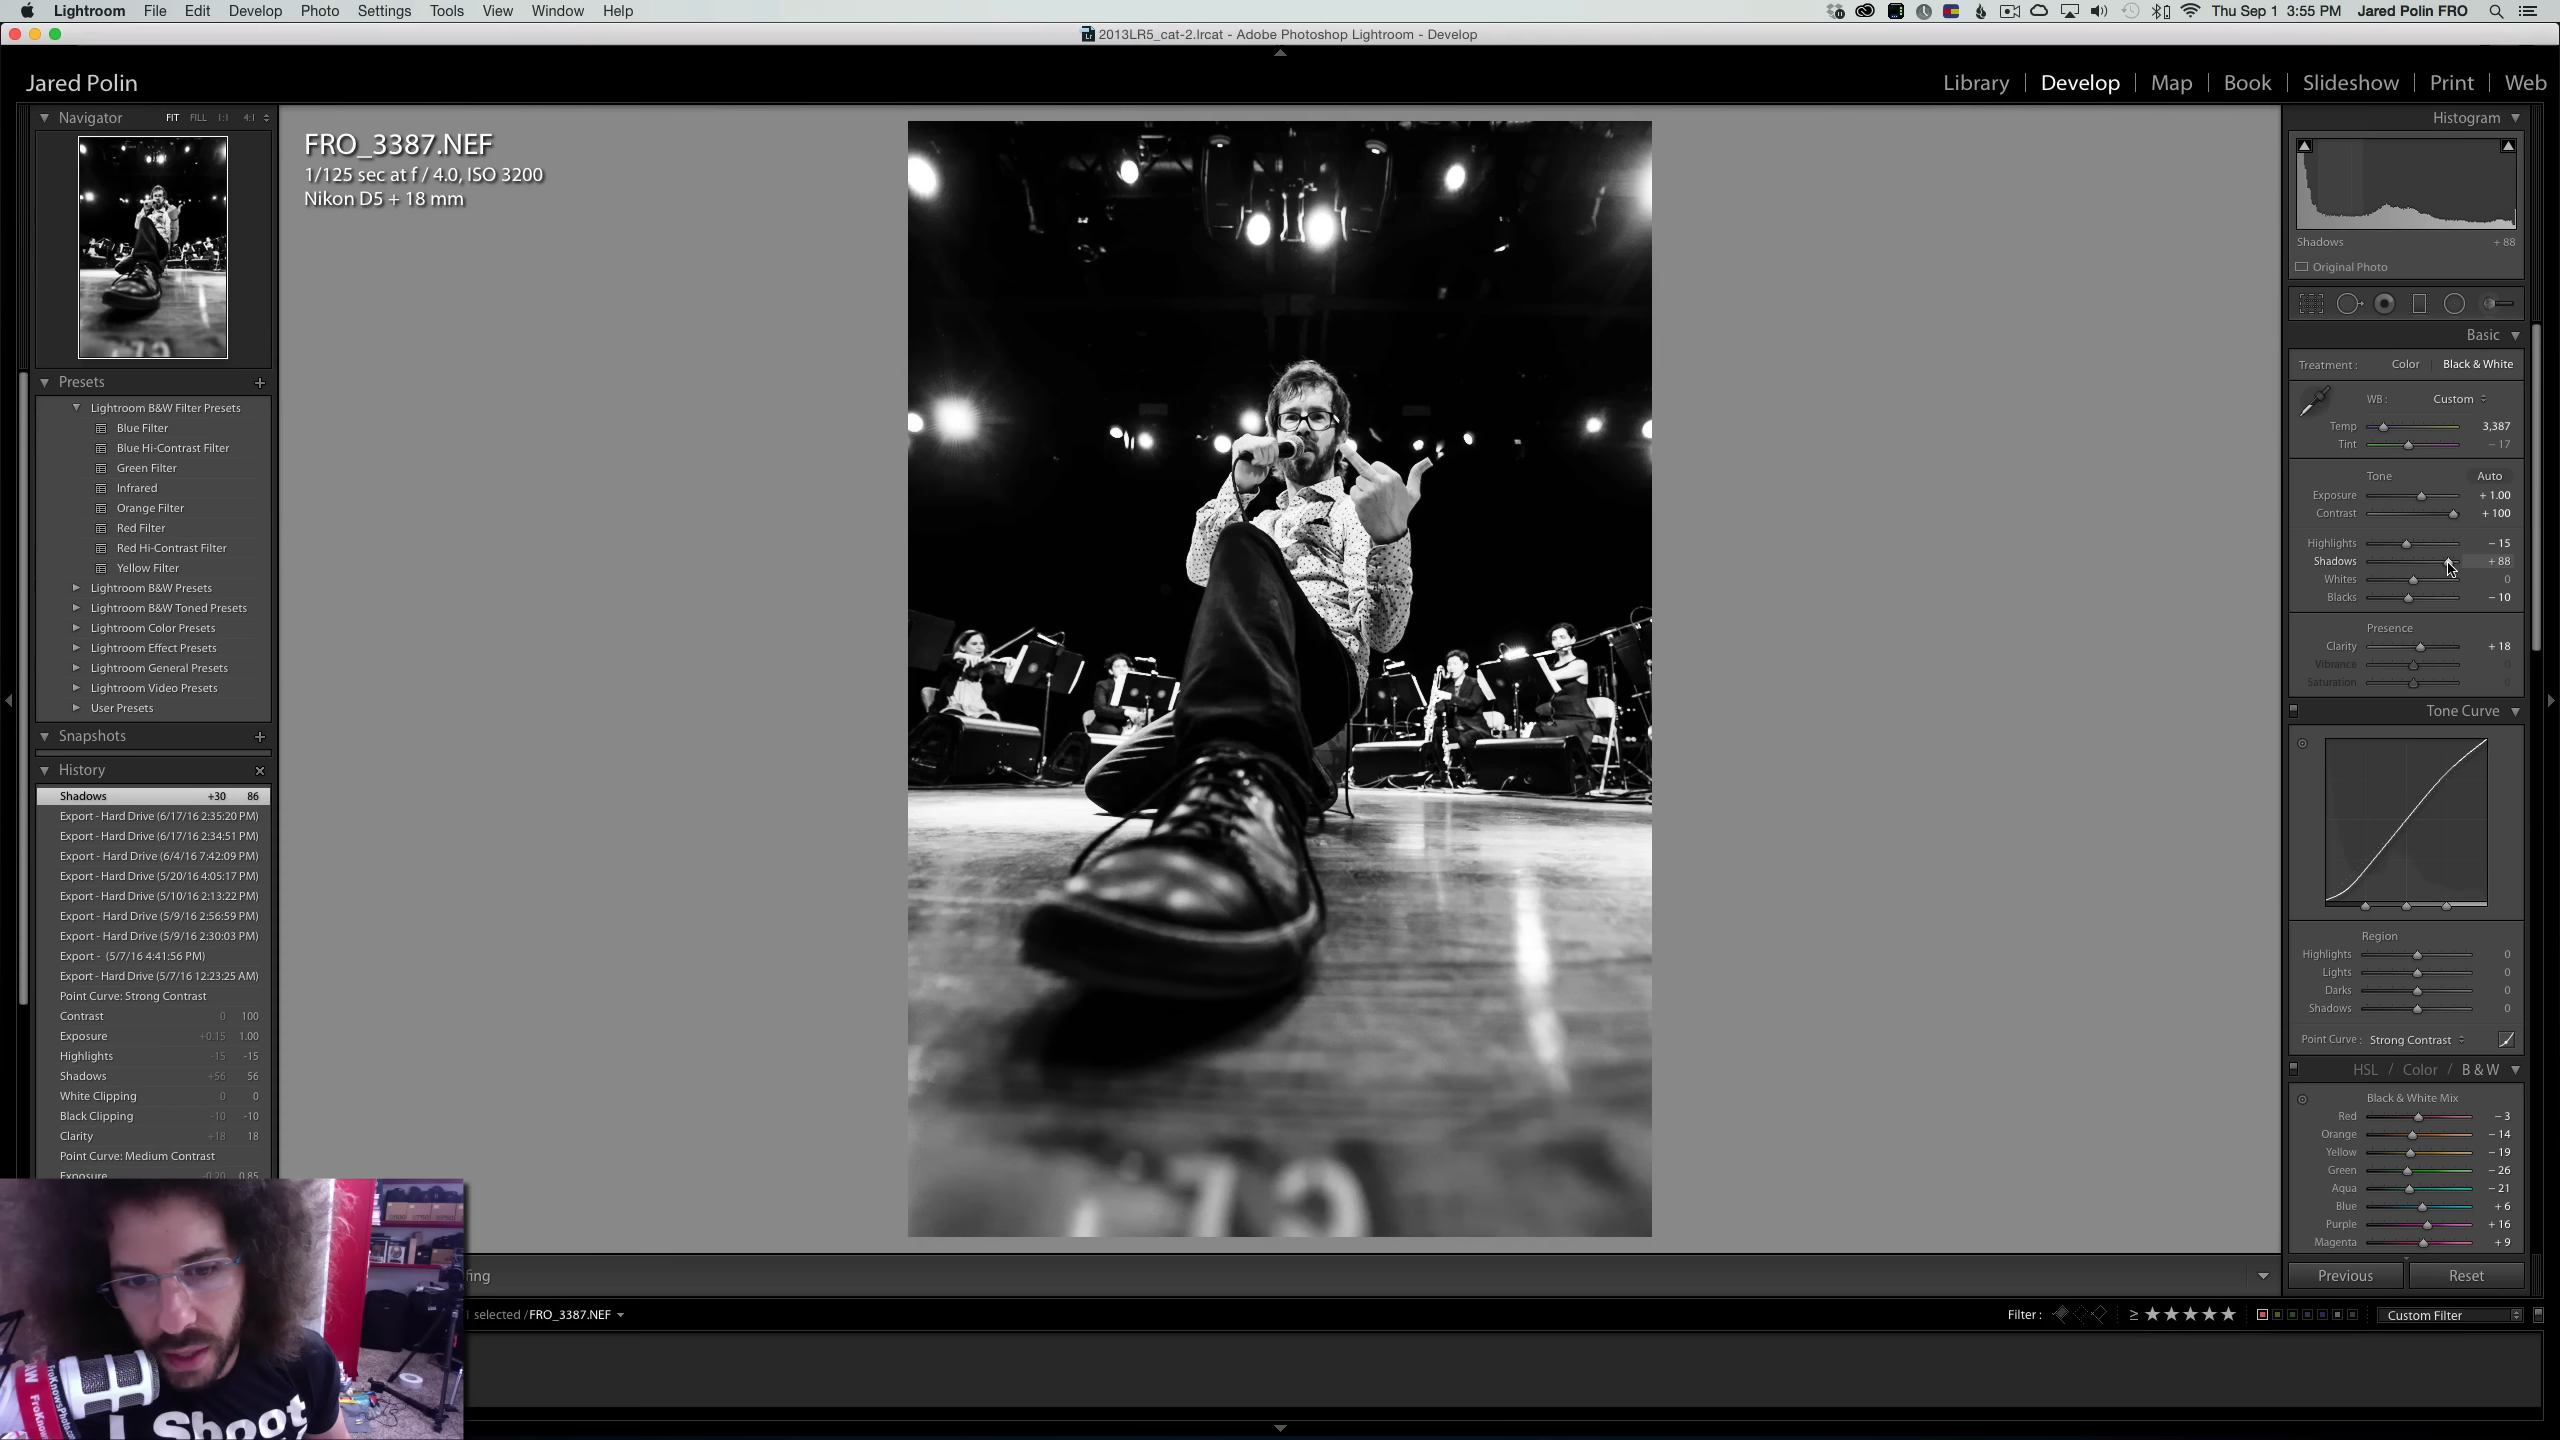 Lightroom File Edit Develop Photo Settings Tools View Window Help
Thu Sep 1 3:55 PM Jared Polin FRO
2013LR5_cat-2.lrcat - Adobe Photoshop Lightroom - Develop
Jared Polin
Library | Develop | Map | Book | Slideshow | Print | Web
Navigator FIT FILL 1:1 4:1
Presets
Lightroom B&W Filter Presets
Blue Filter
Blue Hi-Contrast Filter
Green Filter
Infrared
Orange Filter
Red Filter
Red Hi-Contrast Filter
Yellow Filter
Lightroom B&W Presets
Lightroom B&W Toned Presets
Lightroom Color Presets
Lightroom Effect Presets
Lightroom General Presets
Lightroom Video Presets
User Presets
Snapshots
History
Shadows +30 86
Export - Hard Drive (6/17/16 2:35:20 PM)
Export - Hard Drive (6/17/16 2:34:51 PM)
Export - Hard Drive (6/4/16 7:42:09 PM)
Export - Hard Drive (5/20/16 4:05:17 PM)
Export - Hard Drive (5/10/16 2:13:22 PM)
Export - Hard Drive (5/9/16 2:56:59 PM)
Export - Hard Drive (5/9/16 2:30:03 PM)
Export - (5/7/16 4:41:56 PM)
Export - Hard Drive (5/7/16 12:23:25 AM)
Point Curve: Strong Contrast
Contrast 0 100
Exposure +0.15 1.00
Highlights -15 -15
Shadows +56 56
White Clipping 0 0
Black Clipping -10 -10
Clarity +18 18
Point Curve: Medium Contrast
Exposure -0.20 0.85
FRO_3387.NEF
1/125 sec at f / 4.0, ISO 3200
Nikon D5 + 18 mm
I Shoot
fing
1 selected / FRO_3387.NEF
Filter : ≥ ★★★★★ Custom Filter
Histogram
Shadows + 88
Original Photo
Basic
Treatment : Color | Black & White
WB : Custom
Temp 3,387
Tint - 17
Tone Auto
Exposure + 1.00
Contrast + 100
Highlights - 15
Shadows + 88
Whites 0
Blacks - 10
Presence
Clarity + 18
Vibrance 0
Saturation 0
Tone Curve
Region
Highlights 0
Lights 0
Darks 0
Shadows 0
Point Curve : Strong Contrast
HSL / Color / B & W
Black & White Mix
Red - 3
Orange - 14
Yellow - 19
Green - 26
Aqua - 21
Blue + 6
Purple + 16
Magenta + 9
Previous Reset